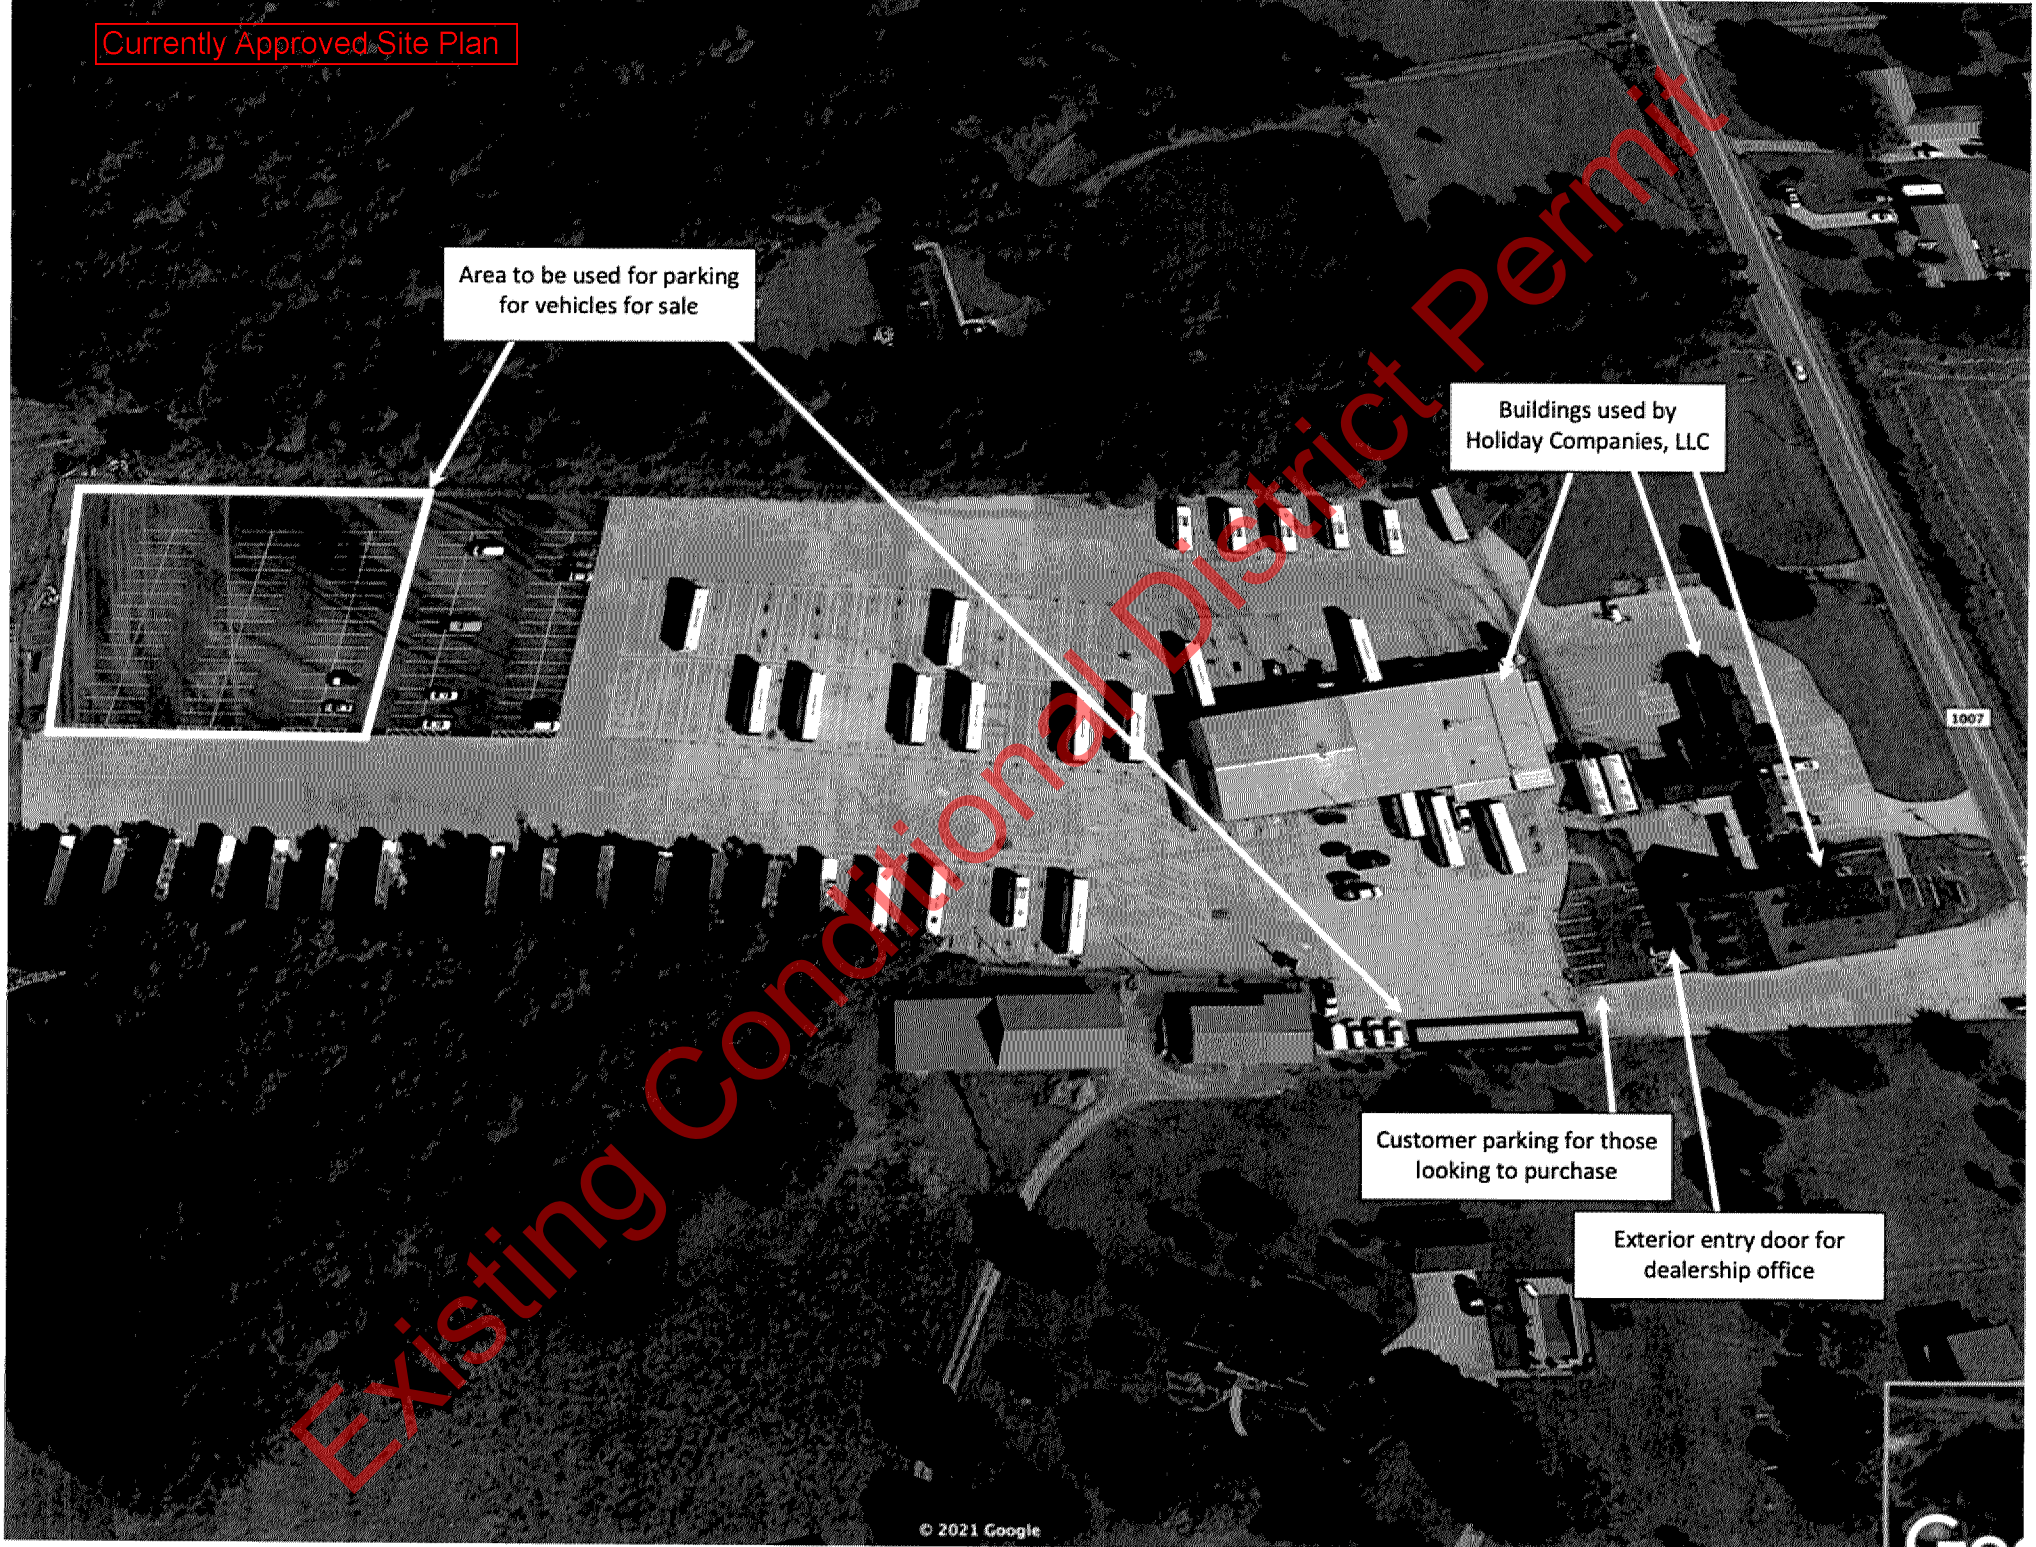 Currently Approved Site Plan
Area to be used for parking
for vehicles for sale
Buildings used by
Holiday Companies, LLC
1007
Existing Conditional District Permit
Customer parking for those
looking to purchase
Exterior entry door for
dealership office
© 2021 Google